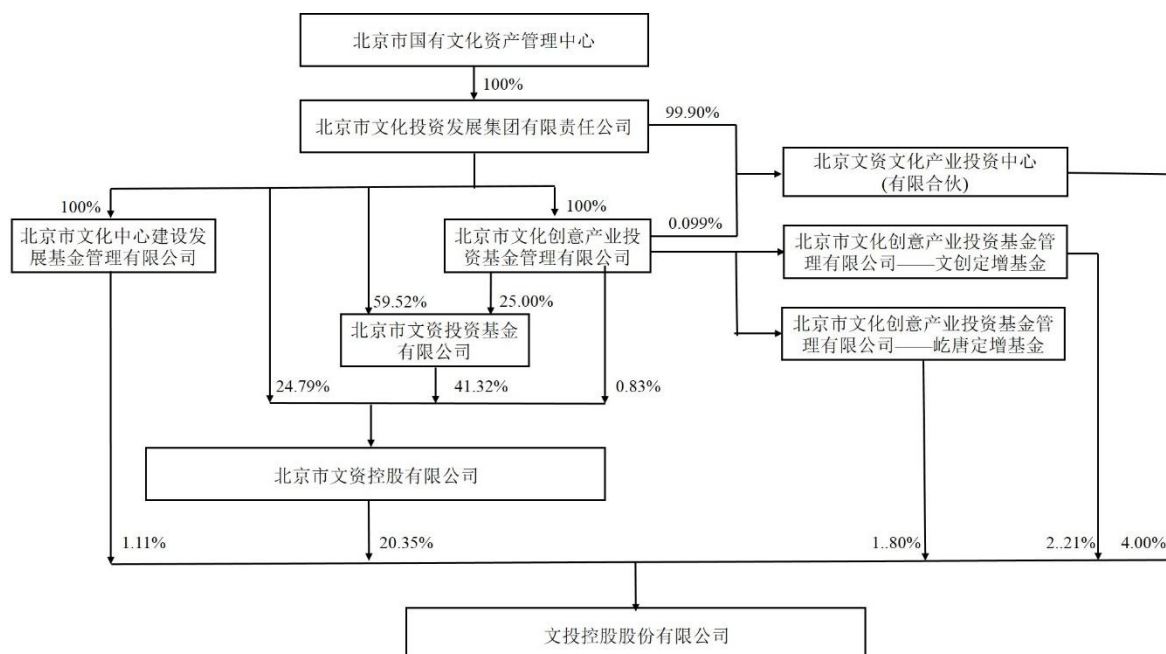 北京市国有文化资产管理中心
100%
北京市文化投资发展集团有限责任公司
99.90%
北京文资文化产业投资中心
(有限合伙)
100%
100%
0.099%
北京市文化中心建设发
展基金管理有限公司
北京市文化创意产业投
资基金管理有限公司
北京市文化创意产业投资基金管
理有限公司——文创定增基金
59.52%
25.00%
北京市文资投资基金
有限公司
北京市文化创意产业投资基金管
理有限公司——屹唐定增基金
24.79%
41.32%
0.83%
北京市文资控股有限公司
1.11%
20.35%
1..80%
2..21%
4.00%
文投控股股份有限公司